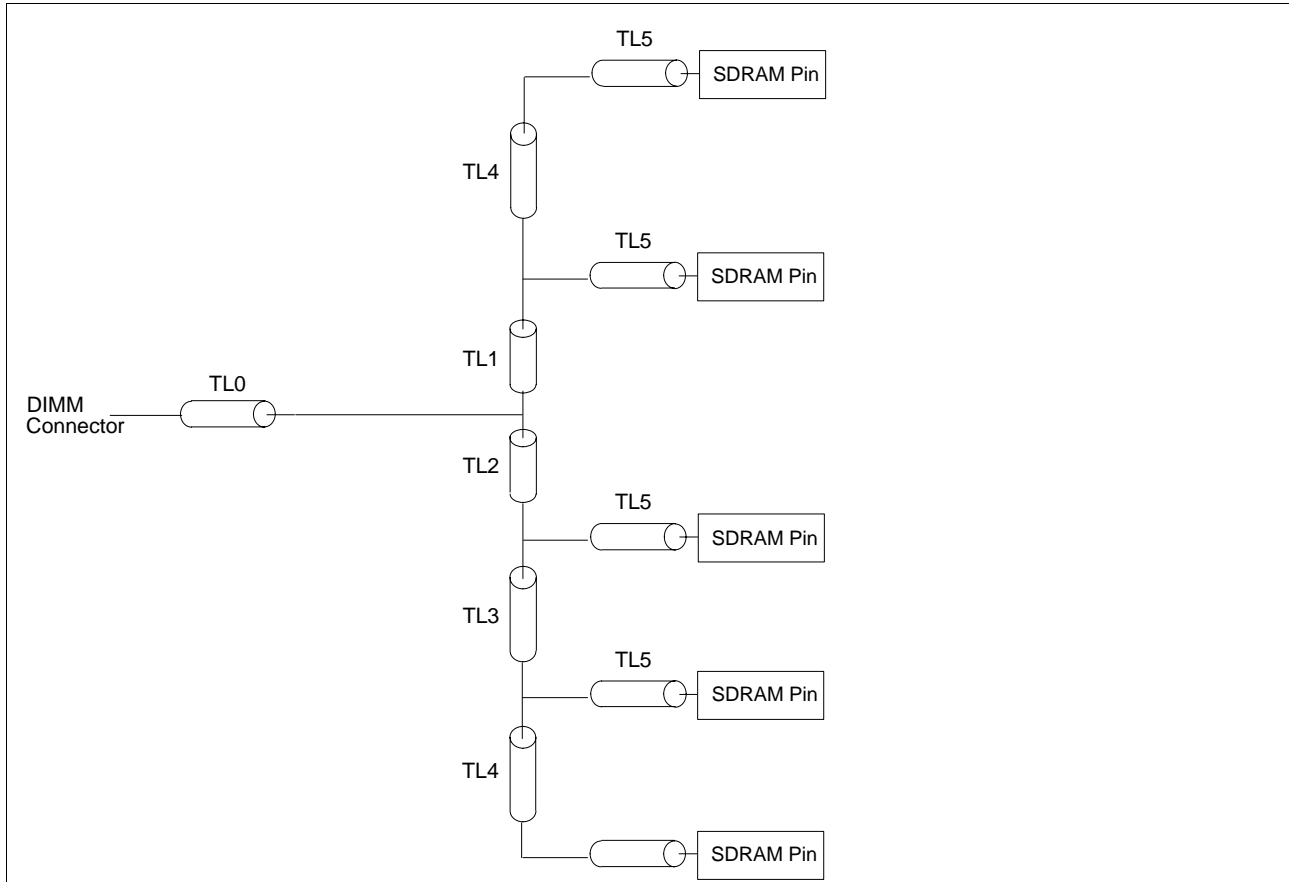 TL5
SDRAM Pin
TL4
TL5
SDRAM Pin
TL1
TL0
DIMM
Connector
TL2
TL5
SDRAM Pin
TL3
TL5
SDRAM Pin
TL4
SDRAM Pin